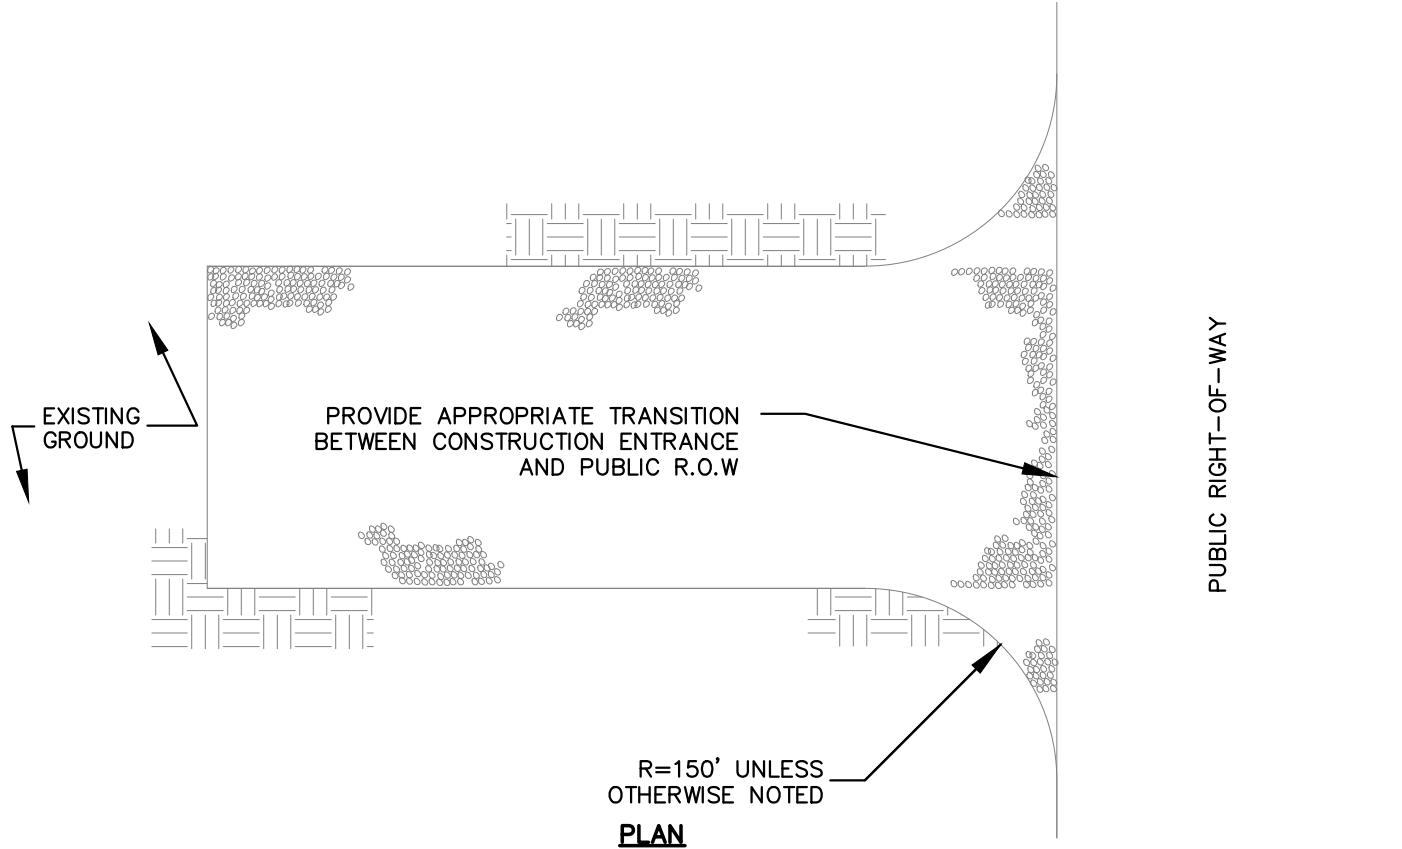 EXISTING
GROUND
PROVIDE APPROPRIATE TRANSITION
BETWEEN CONSTRUCTION ENTRANCE
AND PUBLIC R.O.W
PUBLIC RIGHT-OF-WAY
R=150' UNLESS
OTHERWISE NOTED
PLAN